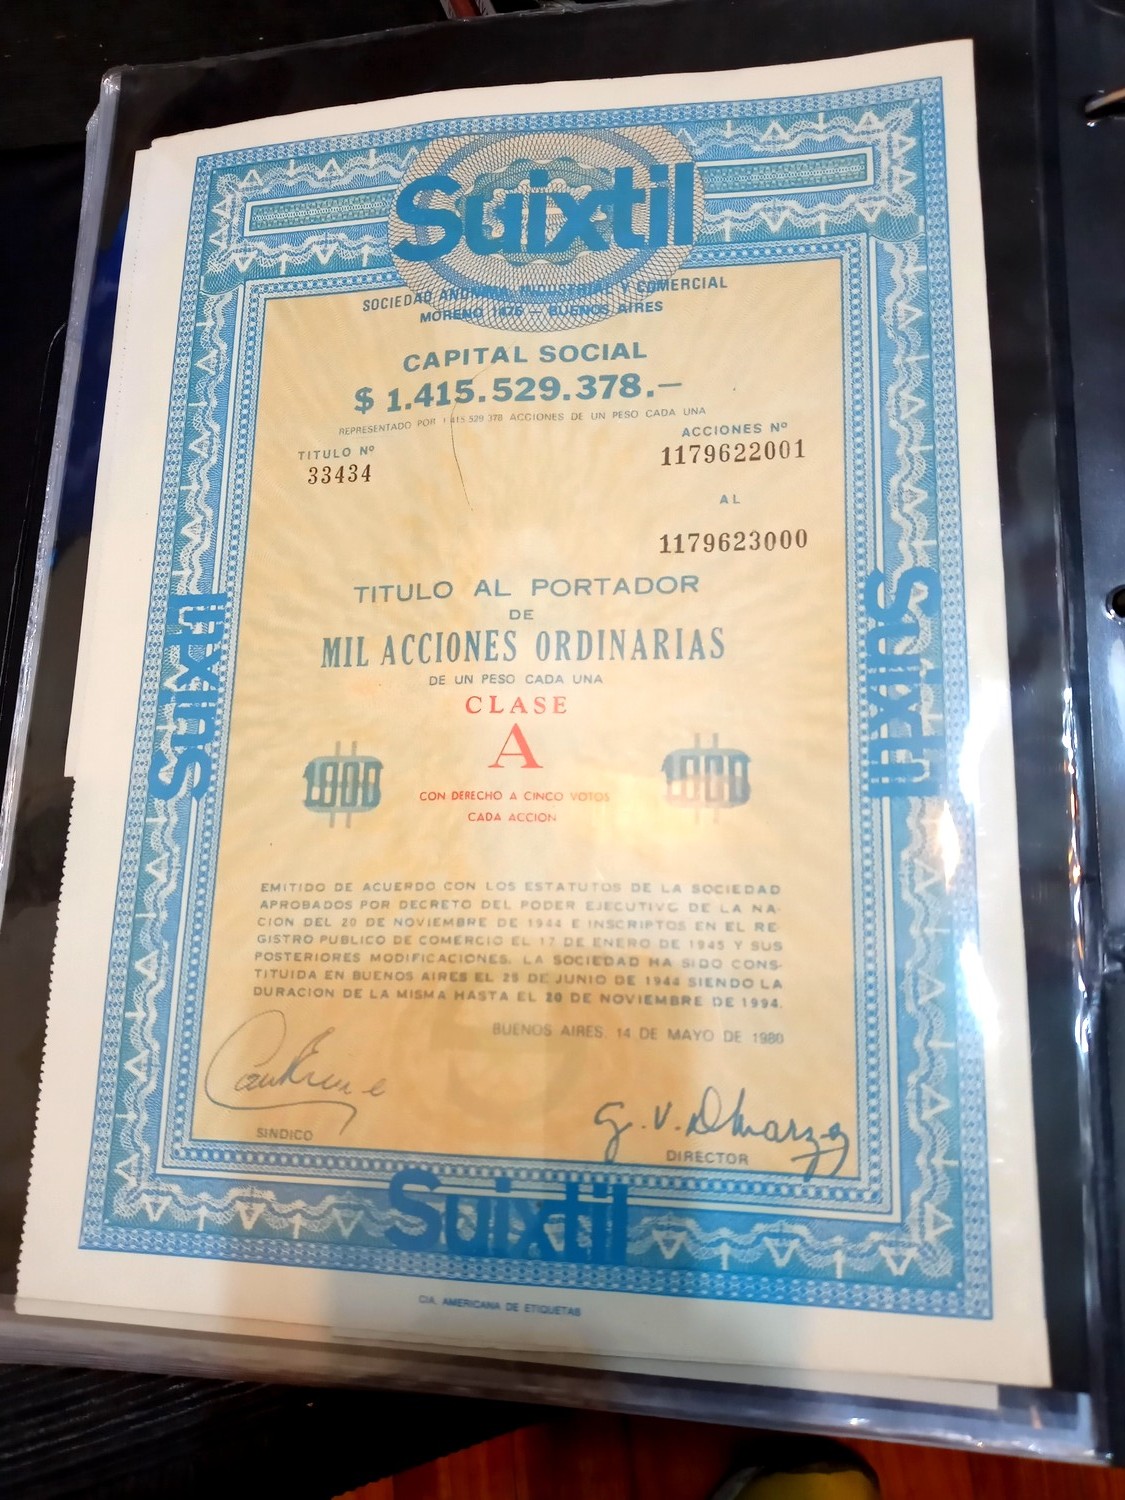 Suixtil
SOCIEDAD ANONIMA, INDUSTRIAL Y COMERCIAL
MORENO — BUENOS AIRES
CAPITAL SOCIAL
$ 1.415.529.378.—
REPRESENTADO POR 1.415.529.378 ACCIONES DE UN PESO CADA UNA
TITULO Nº
33434
ACCIONES Nº
1179622001
AL
1179623000
TITULO AL PORTADOR
DE
MIL ACCIONES ORDINARIAS
DE UN PESO CADA UNA
CLASE
A
1000
1000
CON DERECHO A CINCO VOTOS
CADA ACCION
Suixtil
Suixtil
EMITIDO DE ACUERDO CON LOS ESTATUTOS DE LA SOCIEDAD
APROBADOS POR DECRETO DEL PODER EJECUTIVO DE LA NA-
CION DEL 20 DE NOVIEMBRE DE 1944 E INSCRIPTOS EN EL RE-
GISTRO PUBLICO DE COMERCIO EL 17 DE ENERO DE 1945 Y SUS
POSTERIORES MODIFICACIONES. LA SOCIEDAD HA SIDO CONS-
TITUIDA EN BUENOS AIRES EL 25 DE JUNIO DE 1944 SIENDO LA
DURACION DE LA MISMA HASTA EL 20 DE NOVIEMBRE DE 1994.
BUENOS AIRES, 14 DE MAYO DE 1980
SINDICO
DIRECTOR
Suixtil
CIA. AMERICANA DE ETIQUETAS